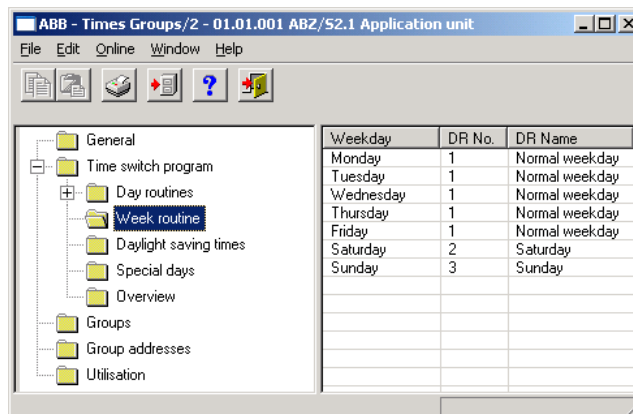 ABB - Times Groups/2 - 01.01.001 ABZ/S2.1 Application unit
File Edit Online Window Help
General
Time switch program
Day routines
Week routine
Daylight saving times
Special days
Overview
Groups
Group addresses
Utilisation
Weekday DR No. DR Name
Monday 1 Normal weekday
Tuesday 1 Normal weekday
Wednesday 1 Normal weekday
Thursday 1 Normal weekday
Friday 1 Normal weekday
Saturday 2 Saturday
Sunday 3 Sunday